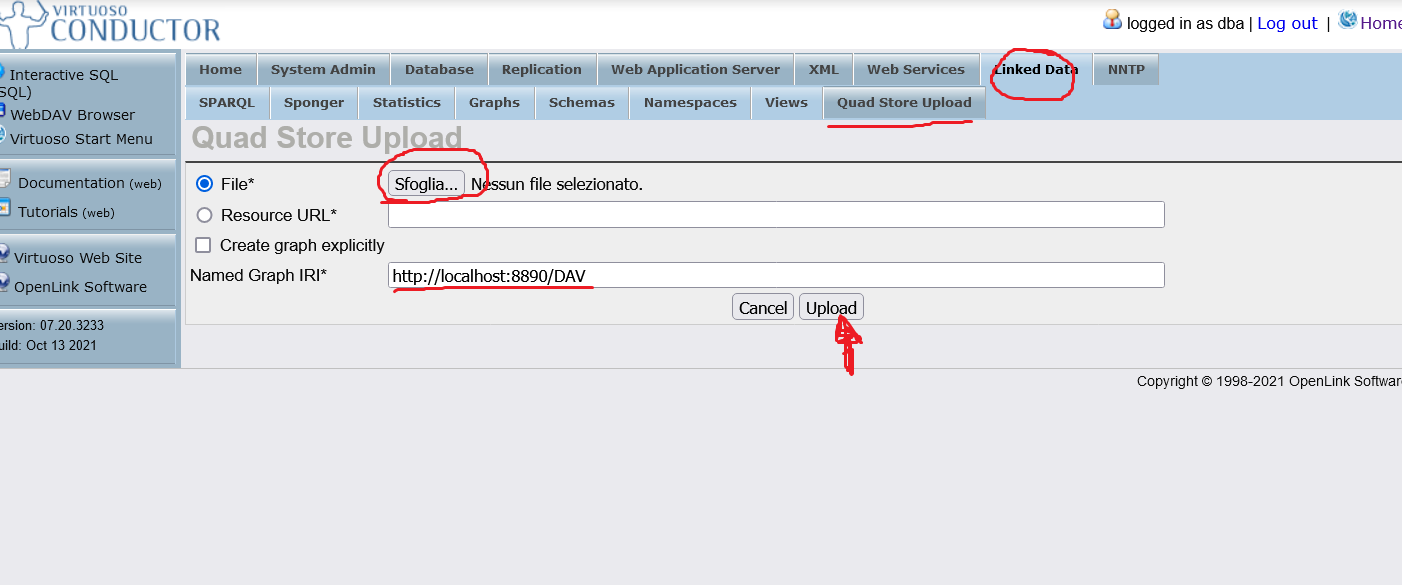 VIRTUOSO
CONDUCTOR
logged in as dba | Log out | Home
Interactive SQL
SQL)
WebDAV Browser
Virtuoso Start Menu
Documentation (web)
Tutorials (web)
Virtuoso Web Site
OpenLink Software
ersion: 07.20.3233
uild: Oct 13 2021
Home System Admin Database Replication Web Application Server XML Web Services Linked Data NNTP
SPARQL Sponger Statistics Graphs Schemas Namespaces Views Quad Store Upload
Quad Store Upload
File* Sfoglia... Nessun file selezionato.
Resource URL*
Create graph explicitly
Named Graph IRI* http://localhost:8890/DAV
Cancel Upload
Copyright © 1998-2021 OpenLink Softwar